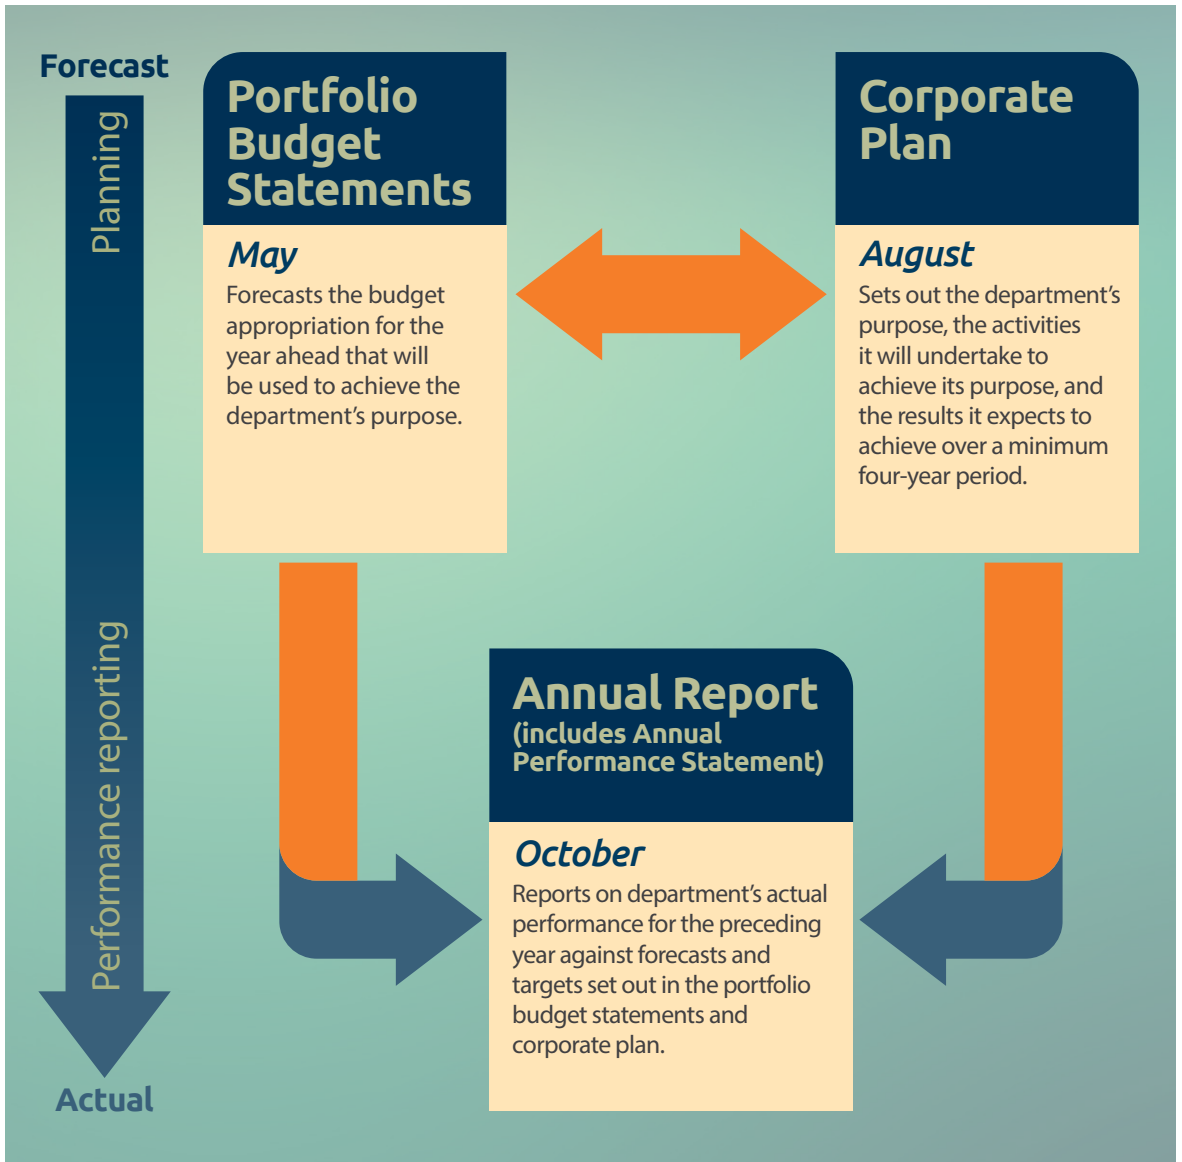 Forecast
Planning
Performance reporting
Actual
Portfolio
Budget
Statements
May
Forecasts the budget
appropriation for the
year ahead that will
be used to achieve the
department’s purpose.
Corporate
Plan
August
Sets out the department’s
purpose, the activities
it will undertake to
achieve its purpose, and
the results it expects to
achieve over a minimum
four-year period.
Annual Report
(includes Annual
Performance Statement)
October
Reports on department’s actual
performance for the preceding
year against forecasts and
targets set out in the portfolio
budget statements and
corporate plan.